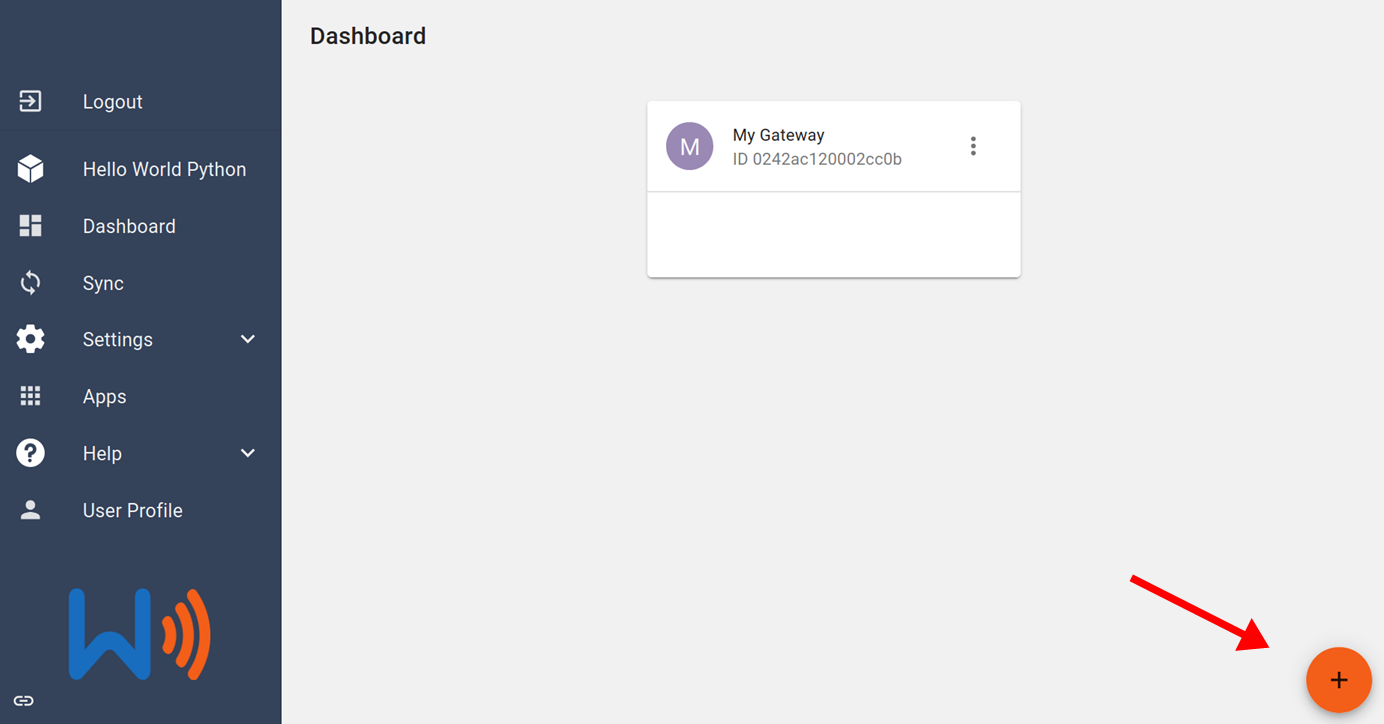 Dashboard
Logout
Hello World Python
Dashboard
Sync
Settings
Apps
Help
User Profile
M
My Gateway
ID 0242ac120002cc0b